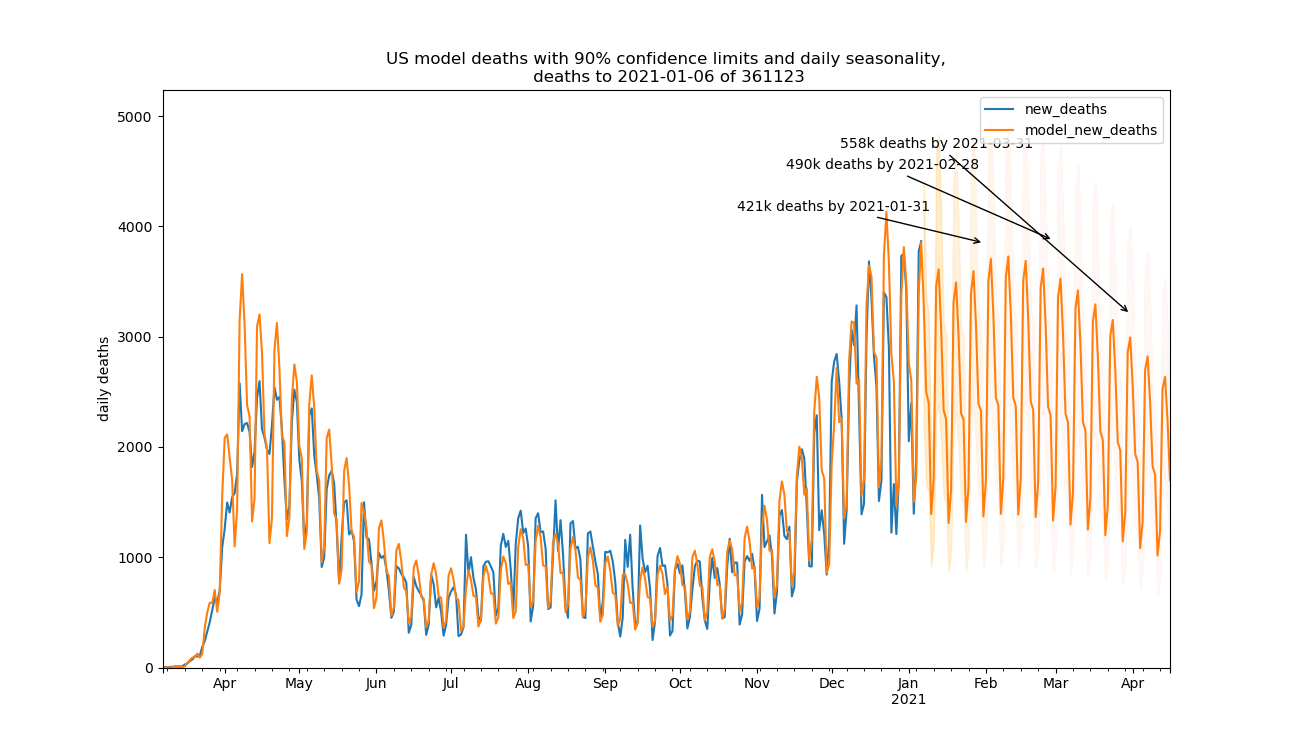 US model deaths with 90% confidence limits and daily seasonality,
deaths to 2021-01-06 of 361123
new_deaths
model_new_deaths
558k deaths by 2021-03-31
490k deaths by 2021-02-28
421k deaths by 2021-01-31
daily deaths
5000
4000
3000
2000
1000
0
Apr May Jun Jul Aug Sep Oct Nov Dec Jan Feb Mar Apr
2021